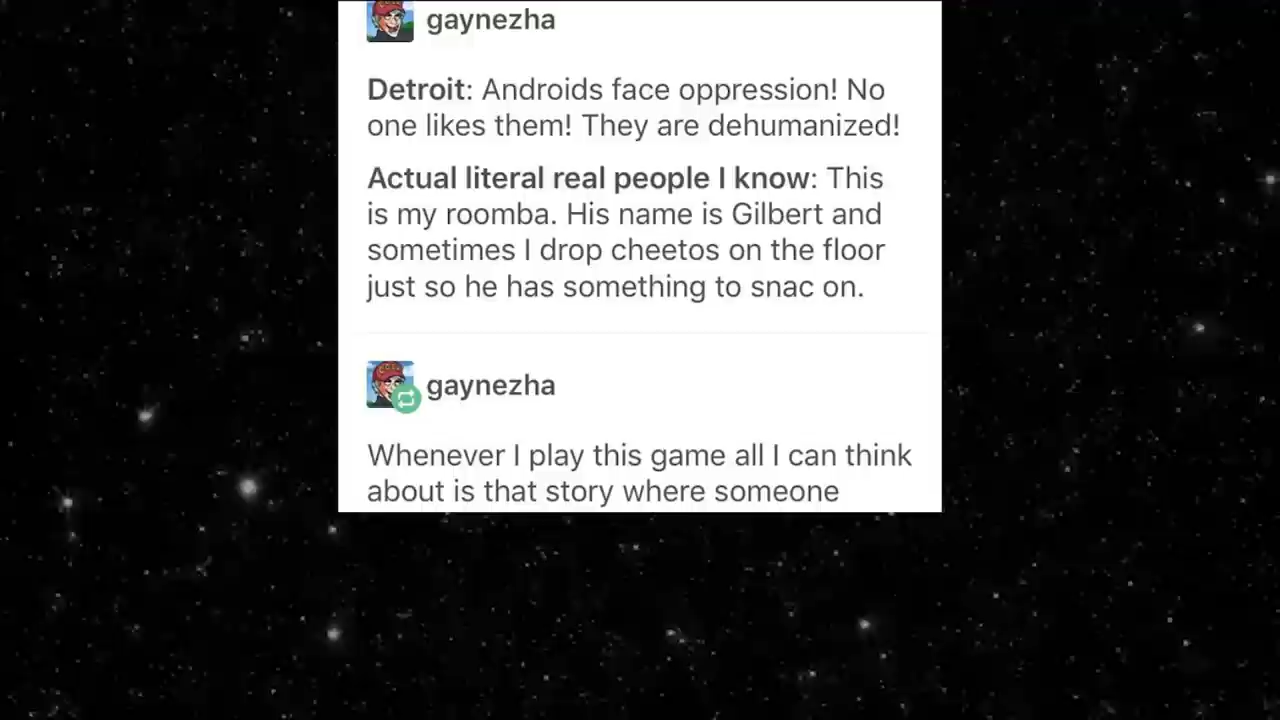 gaynezha
Detroit: Androids face oppression! No
one likes them! They are dehumanized!
Actual literal real people I know: This
is my roomba. His name is Gilbert and
sometimes I drop cheetos on the floor
just so he has something to snac on.
gaynezha
Whenever I play this game all I can think
about is that story where someone